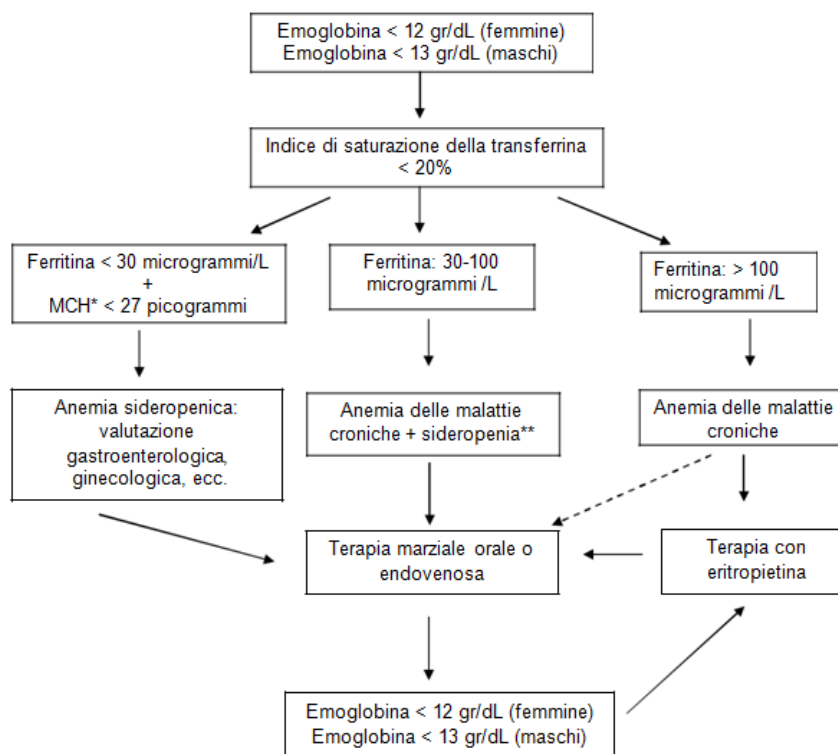 Emoglobina < 12 gr/dL (femmine)
Emoglobina < 13 gr/dL (maschi)
Indice di saturazione della transferrina
< 20%
Ferritina < 30 microgrammi/L
+
MCH* < 27 picogrammi
Ferritina: 30-100
microgrammi /L
Ferritina: > 100
microgrammi /L
Anemia sideropenica:
valutazione
gastroenterologica,
ginecologica, ecc.
Anemia delle malattie
croniche + sideropenia**
Anemia delle malattie
croniche
Terapia marziale orale o
endovenosa
Terapia con
eritropietina
Emoglobina < 12 gr/dL (femmine)
Emoglobina < 13 gr/dL (maschi)